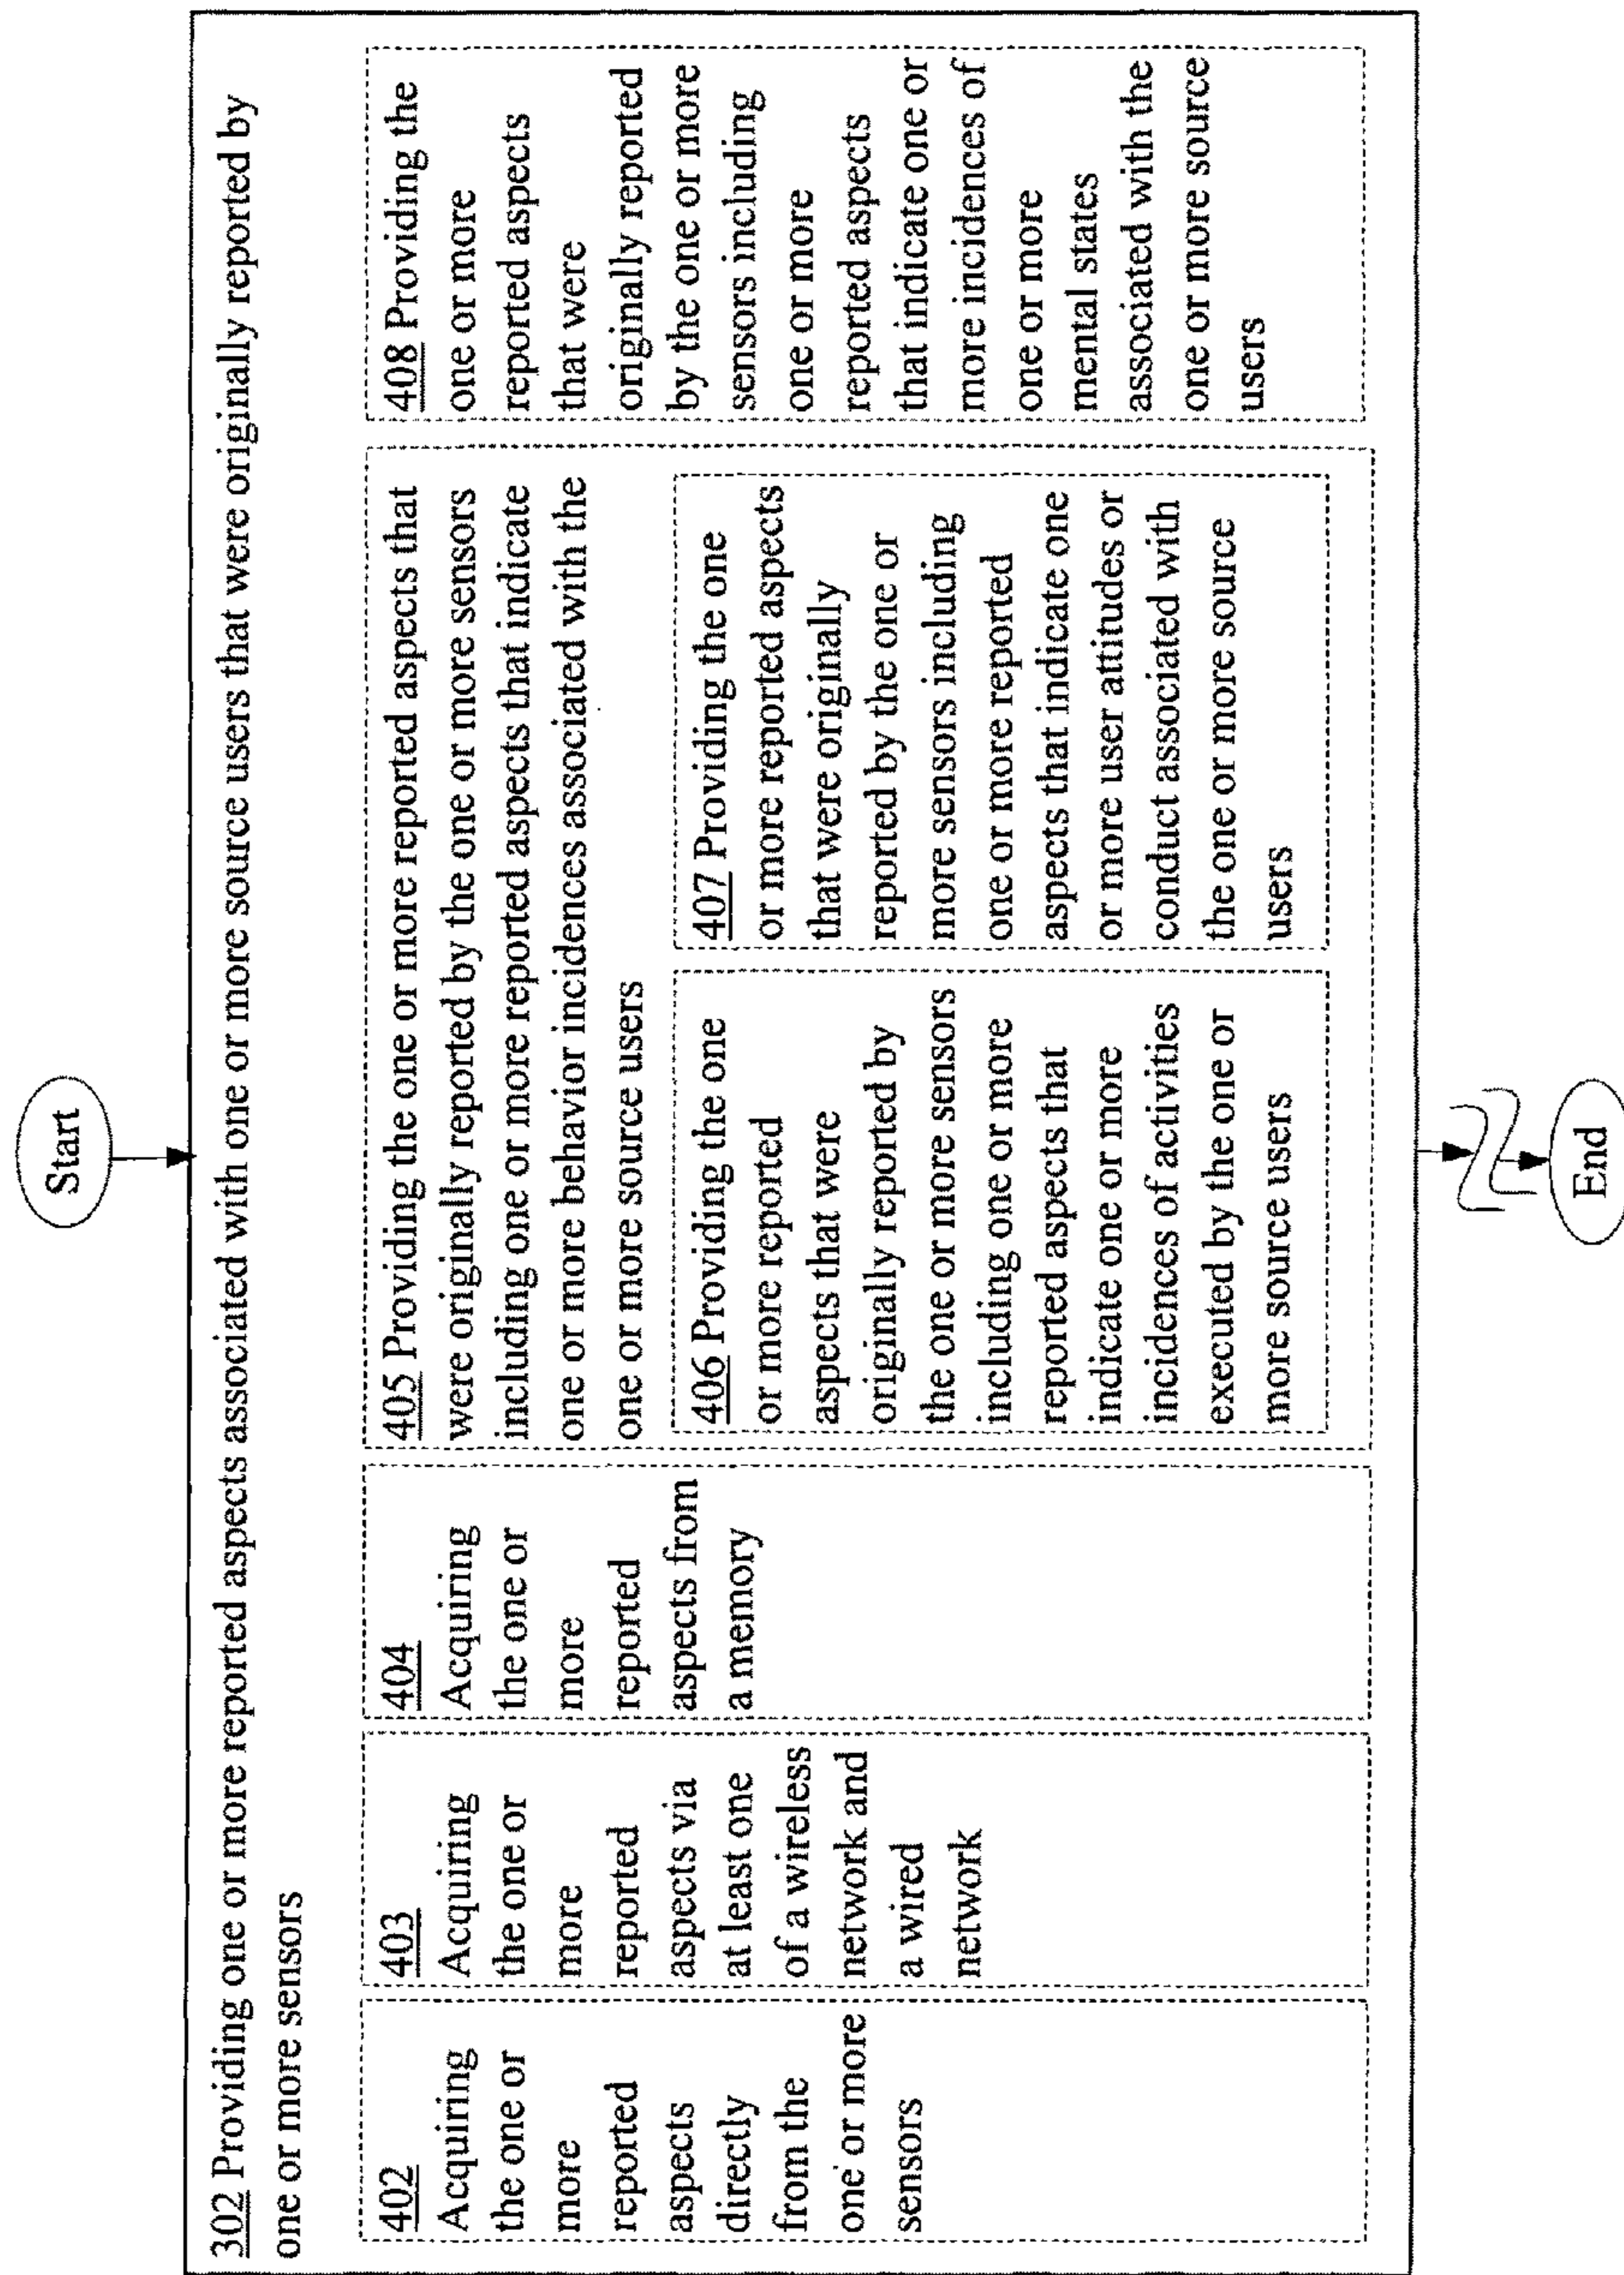 Start
302 Providing one or more reported aspects associated with one or more source users that were originally reported by
one or more sensors
402
Acquiring
the one or
more
reported
aspects
directly
from the
one or more
sensors
403
Acquiring
the one or
more
reported
aspects via
at least one
of a wireless
network and
a wired
network
404
Acquiring
the one or
more
reported
aspects from
a memory
405 Providing the one or more reported aspects that
were originally reported by the one or more sensors
including one or more reported aspects that indicate
one or more behavior incidences associated with the
one or more source users
406 Providing the one
or more reported
aspects that were
originally reported by
the one or more sensors
including one or more
reported aspects that
indicate one or more
incidences of activities
executed by the one or
more source users
407 Providing the one
or more reported aspects
that were originally
reported by the one or
more sensors including
one or more reported
aspects that indicate one
or more user attitudes or
conduct associated with
the one or more source
users
408 Providing the
one or more
reported aspects
that were
originally reported
by the one or more
sensors including
one or more
reported aspects
that indicate one or
more incidences of
one or more
mental states
associated with the
one or more source
users
End